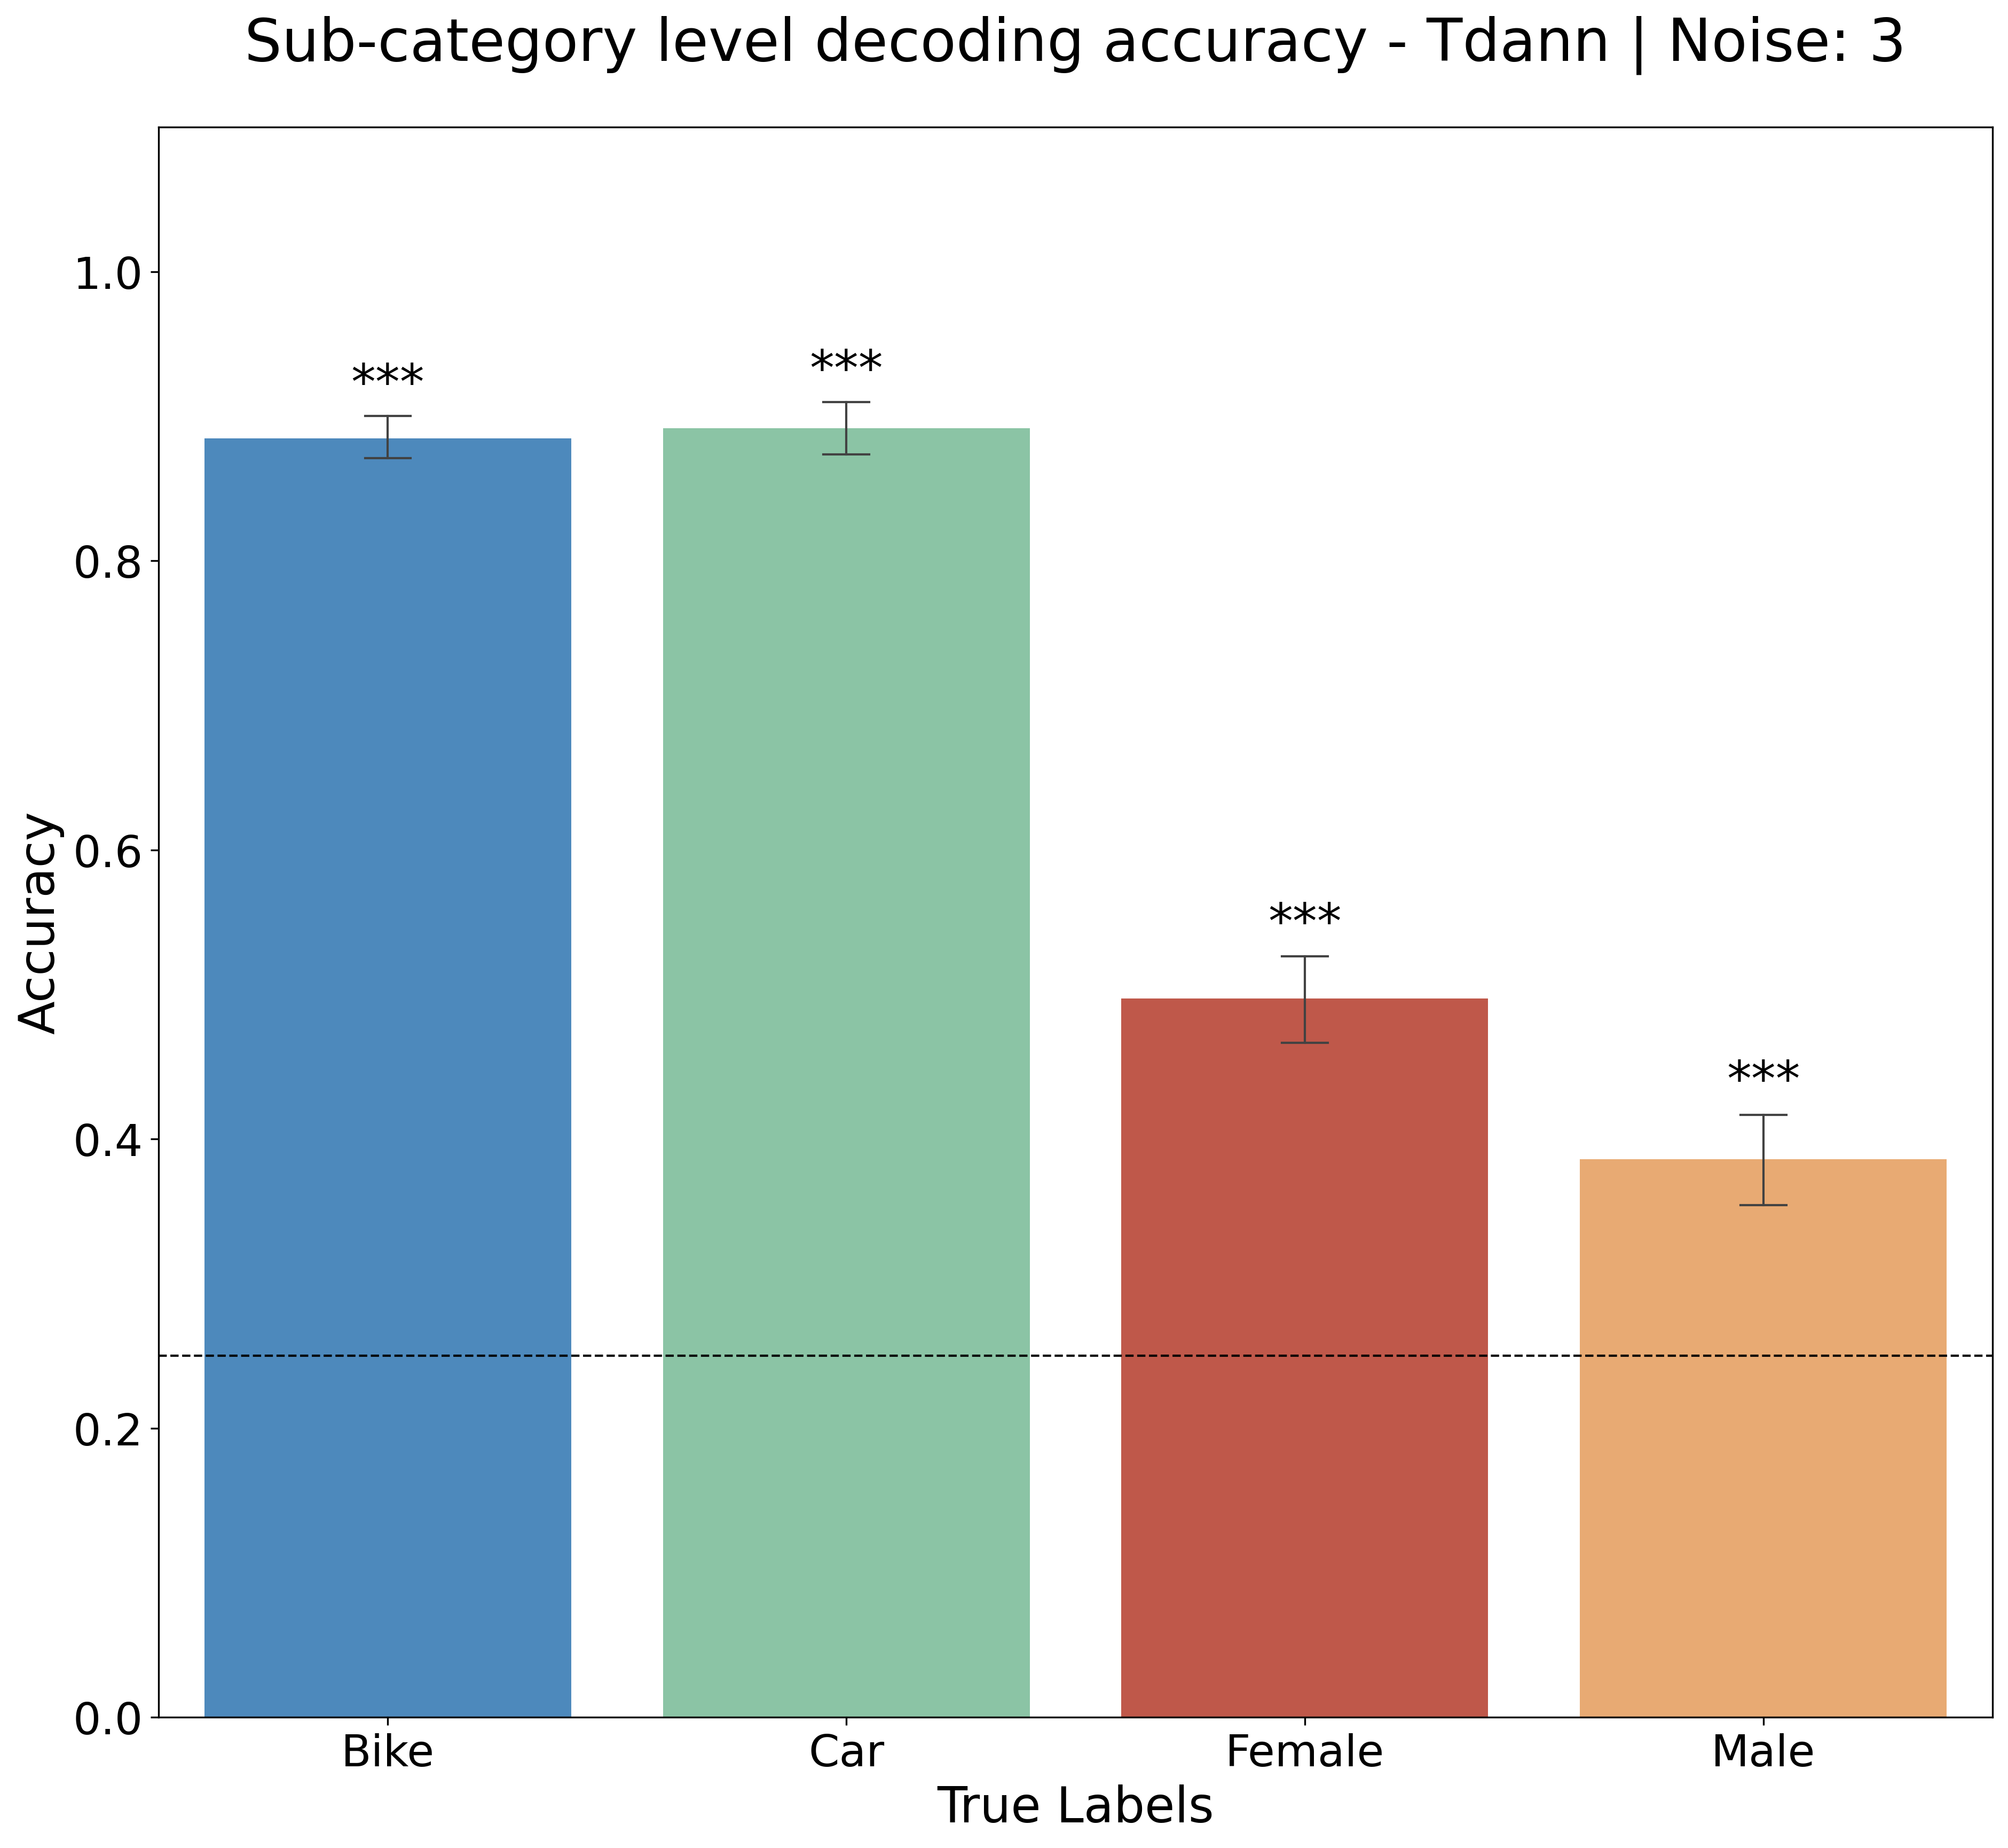 Sub-category level decoding accuracy - Tdann | Noise: 3
1.0
0.8
0.6
0.4
0.2
0.0
Accuracy
***
***
***
***
Bike
Car
Female
Male
True Labels